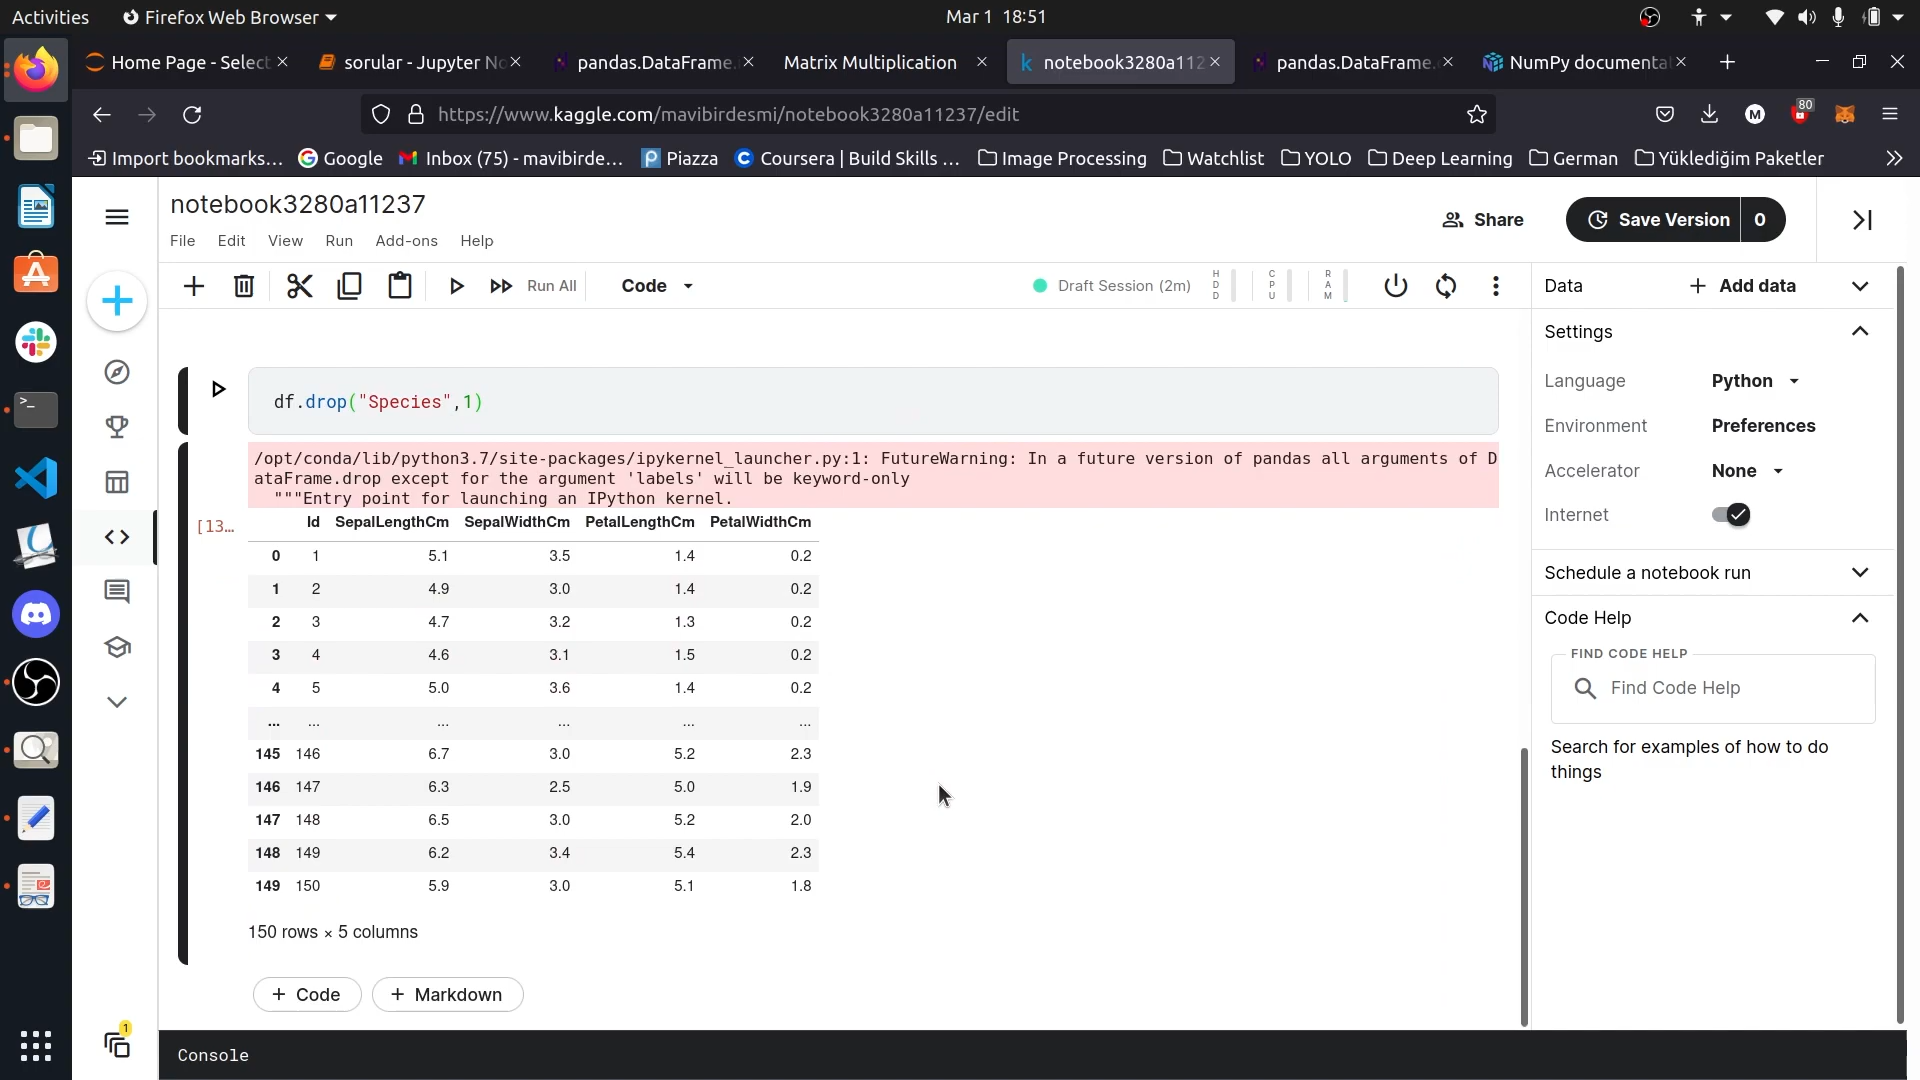 Activities Firefox Web Browser Mar 1 18:51
Home Page - Select sorular - Jupyter No pandas.DataFrame. Matrix Multiplication notebook3280a112 pandas.DataFrame. NumPy documenta
https://www.kaggle.com/mavibirdesmi/notebook3280a11237/edit M 80
Import bookmarks... Google Inbox (75) - mavibirde... Piazza Coursera | Build Skills ... Image Processing Watchlist YOLO Deep Learning German Yüklediğim Paketler
notebook3280a11237
File Edit View Run Add-ons Help
Share Save Version 0
Run All Code Draft Session (2m) HDD CPU RAM
df.drop("Species",1)
/opt/conda/lib/python3.7/site-packages/ipykernel_launcher.py:1: FutureWarning: In a future version of pandas all arguments of D
ataFrame.drop except for the argument 'labels' will be keyword-only
"""Entry point for launching an IPython kernel.
[13...
Id SepalLengthCm SepalWidthCm PetalLengthCm PetalWidthCm
0 1 5.1 3.5 1.4 0.2
1 2 4.9 3.0 1.4 0.2
2 3 4.7 3.2 1.3 0.2
3 4 4.6 3.1 1.5 0.2
4 5 5.0 3.6 1.4 0.2
... ... ... ... ... ...
145 146 6.7 3.0 5.2 2.3
146 147 6.3 2.5 5.0 1.9
147 148 6.5 3.0 5.2 2.0
148 149 6.2 3.4 5.4 2.3
149 150 5.9 3.0 5.1 1.8
150 rows × 5 columns
+ Code + Markdown
Data + Add data
Settings
Language Python
Environment Preferences
Accelerator None
Internet
Schedule a notebook run
Code Help
FIND CODE HELP
Find Code Help
Search for examples of how to do
things
1
Console